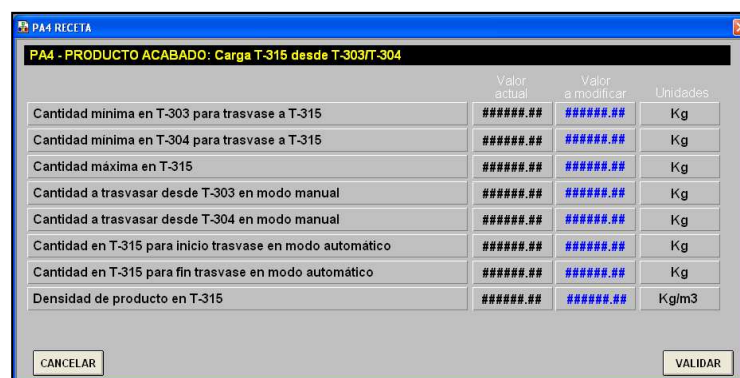 PA4 RECETA
PA4 - PRODUCTO ACABADO: Carga T-315 desde T-303/T-304
Valor actual Valor a modificar Unidades
Cantidad mínima en T-303 para trasvase a T-315 ######.## ######.## Kg
Cantidad mínima en T-304 para trasvase a T-315 ######.## ######.## Kg
Cantidad máxima en T-315 ######.## ######.## Kg
Cantidad a trasvasar desde T-303 en modo manual ######.## ######.## Kg
Cantidad a trasvasar desde T-304 en modo manual ######.## ######.## Kg
Cantidad en T-315 para inicio trasvase en modo automático ######.## ######.## Kg
Cantidad en T-315 para fin trasvase en modo automático ######.## ######.## Kg
Densidad de producto en T-315 ######.## ######.## Kg/m3
CANCELAR VALIDAR